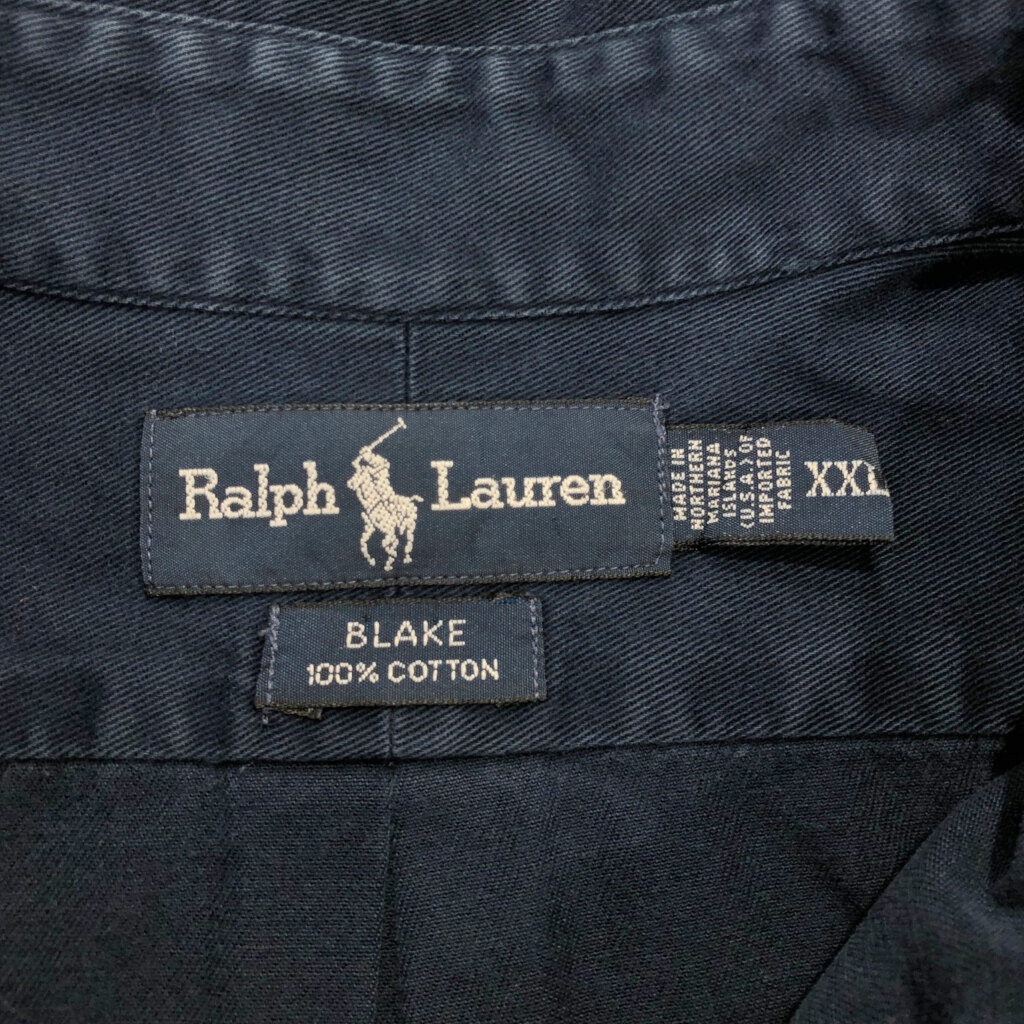 Ralph Lauren
MADE IN
NORTHERN
MARIANA
ISLANDS
(U.S.A.) OF
IMPORTED
FABRIC
XXL
BLAKE
100% COTTON